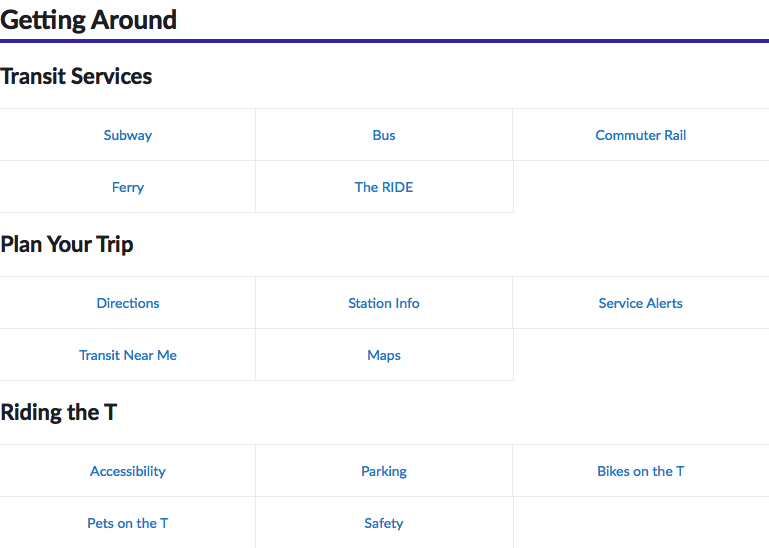 Getting Around
Transit Services
Subway Bus Commuter Rail
Ferry The RIDE
Plan Your Trip
Directions Station Info Service Alerts
Transit Near Me Maps
Riding the T
Accessibility Parking Bikes on the T
Pets on the T Safety